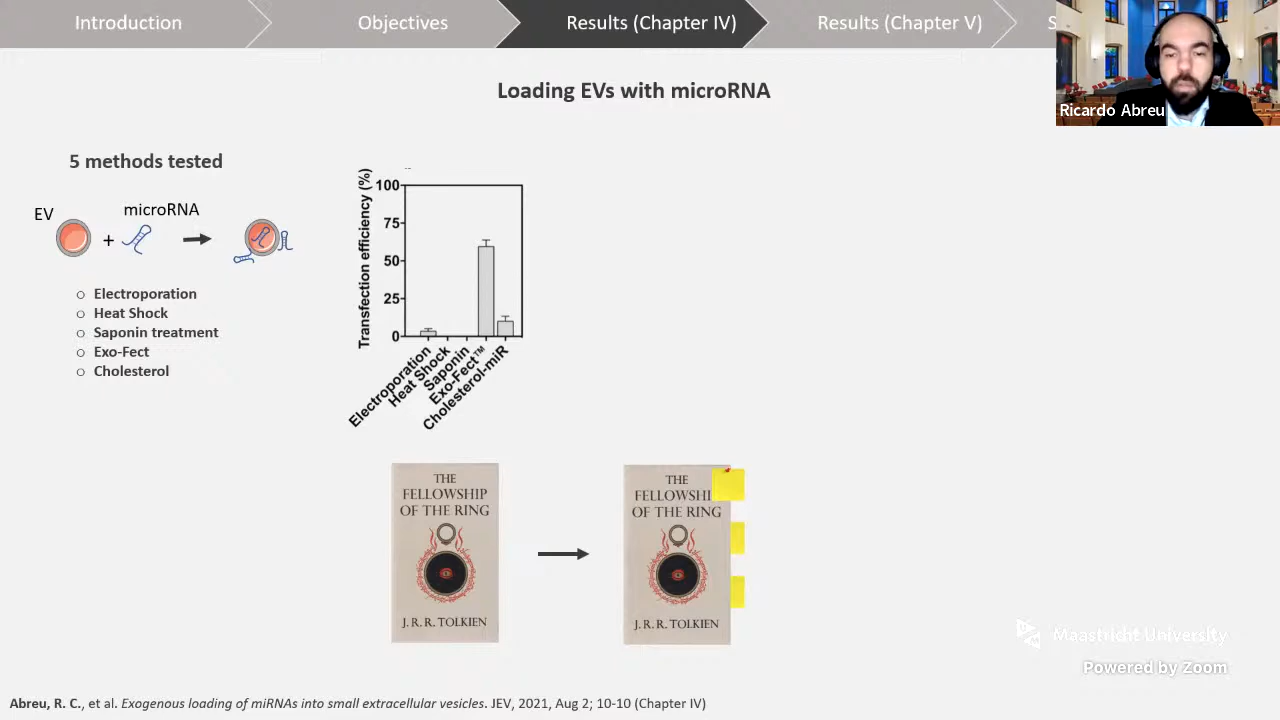 Introduction
Objectives
Results (Chapter IV)
Results (Chapter V)
S
Ricardo Abreu
Loading EVs with microRNA
5 methods tested
EV
microRNA
+
Electroporation
Heat Shock
Saponin treatment
Exo-Fect
Cholesterol
Transfection efficiency (%)
100
75
50
25
0
Electroporation
Heat Shock
Saponin
Exo-Fect™
Cholesterol-miR
THE
FELLOWSHIP
OF THE RING
J. R. R. TOLKIEN
THE
FELLOWSHI
OF THE RING
J. R. R. TOLKIEN
Maastricht University
Powered by Zoom
Abreu, R. C., et al. Exogenous loading of miRNAs into small extracellular vesicles. JEV, 2021, Aug 2; 10-10 (Chapter IV)